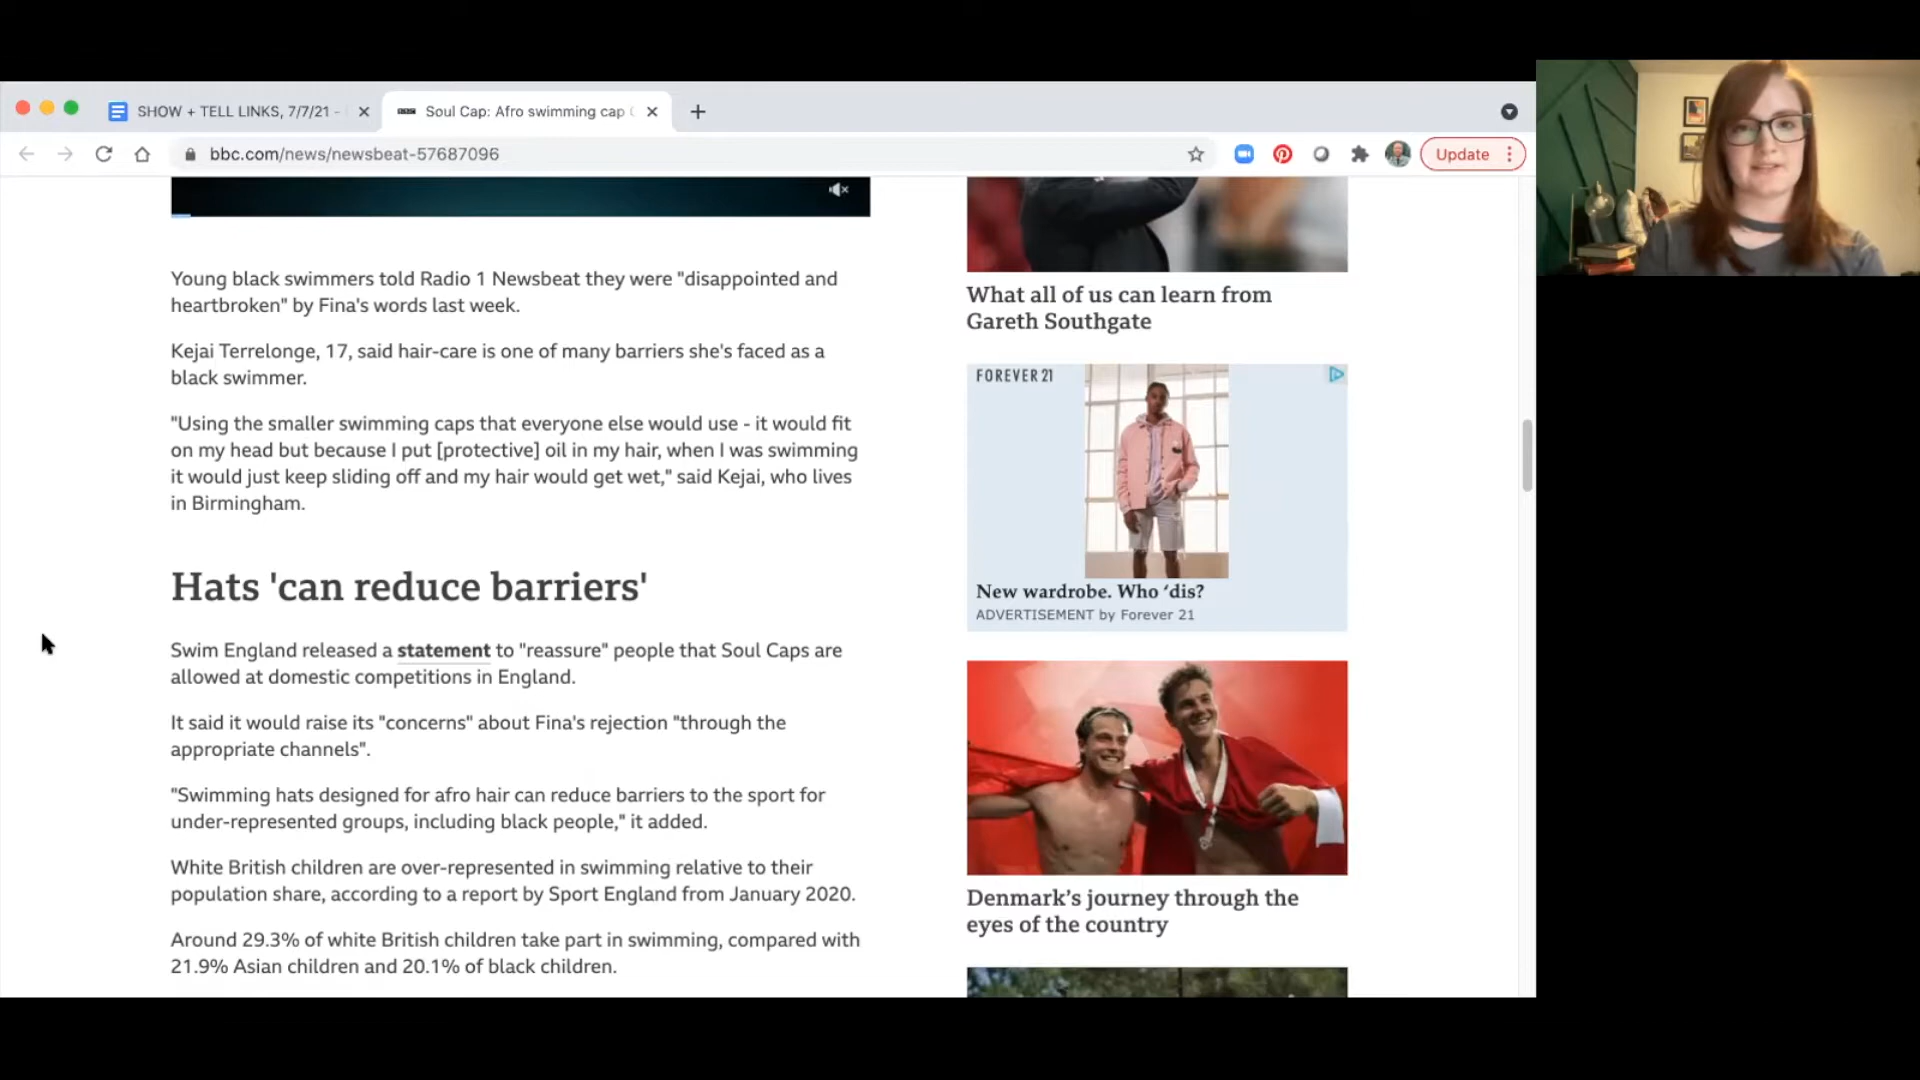 SHOW + TELL LINKS, 7/7/21 -
Soul Cap: Afro swimming cap
bbc.com/news/newsbeat-57687096
Update
Young black swimmers told Radio 1 Newsbeat they were "disappointed and
heartbroken" by Fina's words last week.
Kejai Terrelonge, 17, said hair-care is one of many barriers she's faced as a
black swimmer.
"Using the smaller swimming caps that everyone else would use - it would fit
on my head but because I put [protective] oil in my hair, when I was swimming
it would just keep sliding off and my hair would get wet," said Kejai, who lives
in Birmingham.
Hats 'can reduce barriers'
Swim England released a statement to "reassure" people that Soul Caps are
allowed at domestic competitions in England.
It said it would raise its "concerns" about Fina's rejection "through the
appropriate channels".
"Swimming hats designed for afro hair can reduce barriers to the sport for
under-represented groups, including black people," it added.
White British children are over-represented in swimming relative to their
population share, according to a report by Sport England from January 2020.
Around 29.3% of white British children take part in swimming, compared with
21.9% Asian children and 20.1% of black children.
What all of us can learn from
Gareth Southgate
FOREVER 21
New wardrobe. Who ‘dis?
ADVERTISEMENT by Forever 21
Denmark’s journey through the
eyes of the country